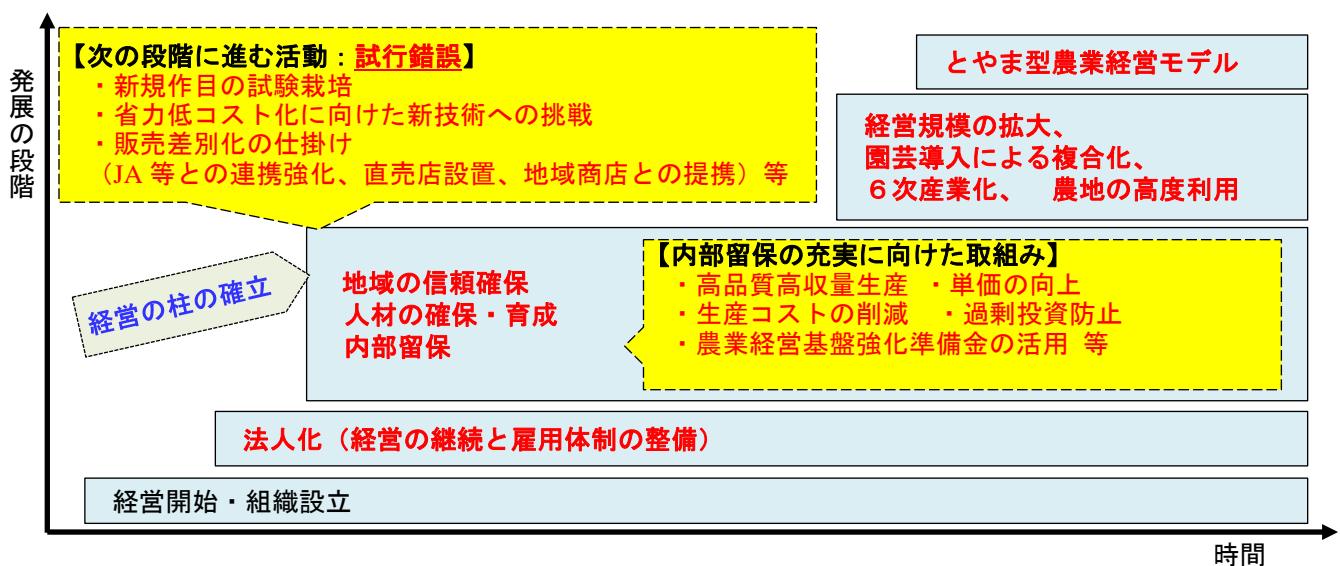 発展の段階
【次の段階に進む活動：試行錯誤】
・新規作目の試験栽培
・省力低コスト化に向けた新技術への挑戦
・販売差別化の仕掛け
（JA 等との連携強化、直売店設置、地域商店との提携）等
とやま型農業経営モデル
経営規模の拡大、
園芸導入による複合化、
６次産業化、　農地の高度利用
経営の柱の確立
地域の信頼確保
人材の確保・育成
内部留保
【内部留保の充実に向けた取組み】
・高品質高収量生産　・単価の向上
・生産コストの削減　・過剰投資防止
・農業経営基盤強化準備金の活用 等
法人化（経営の継続と雇用体制の整備）
経営開始・組織設立
時間